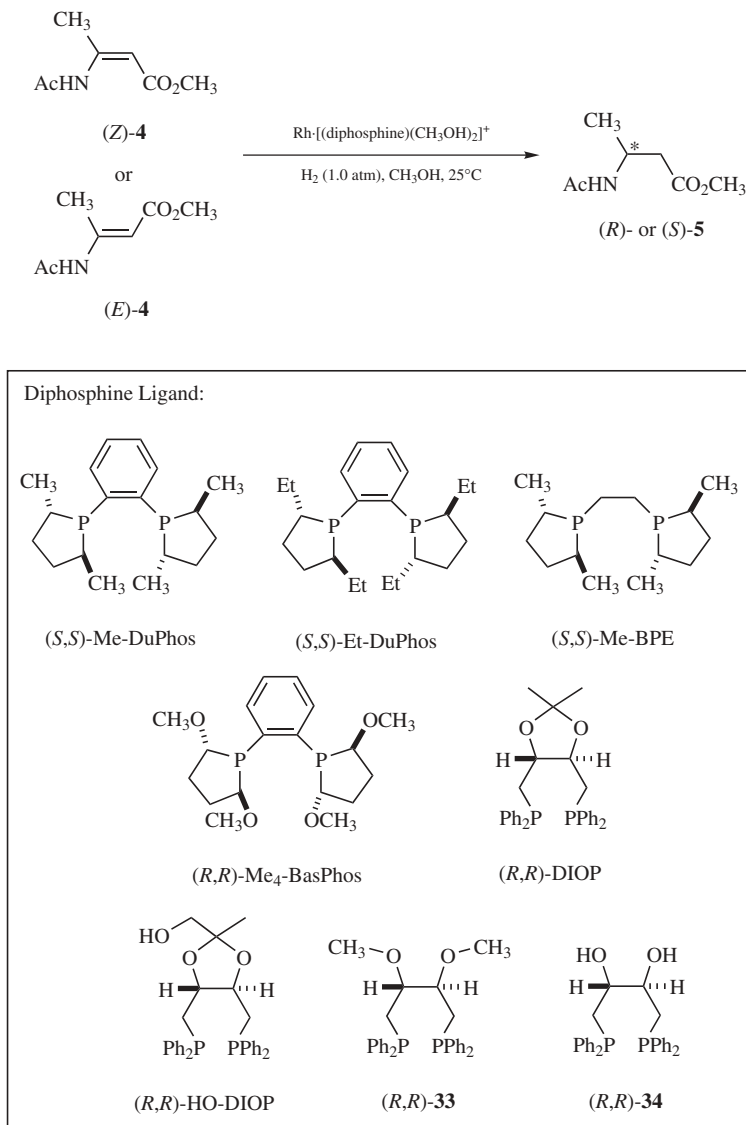 CH₃
AcHN CO₂CH₃
(Z)-4
or
CH₃ CO₂CH₃
AcHN
(E)-4
Rh·[(diphosphine)(CH₃OH)₂]⁺
H₂ (1.0 atm), CH₃OH, 25°C
CH₃
*
AcHN CO₂CH₃
(R)- or (S)-5
Diphosphine Ligand:
CH₃ CH₃
P P
CH₃ CH₃
(S,S)-Me-DuPhos
Et Et
P P
Et Et
(S,S)-Et-DuPhos
CH₃ CH₃
P P
CH₃ CH₃
(S,S)-Me-BPE
CH₃O OCH₃
P P
CH₃O OCH₃
(R,R)-Me₄-BasPhos
O O
H H
Ph₂P PPh₂
(R,R)-DIOP
HO
O O
H H
Ph₂P PPh₂
(R,R)-HO-DIOP
CH₃ O O CH₃
H H
Ph₂P PPh₂
(R,R)-33
HO OH
H H
Ph₂P PPh₂
(R,R)-34